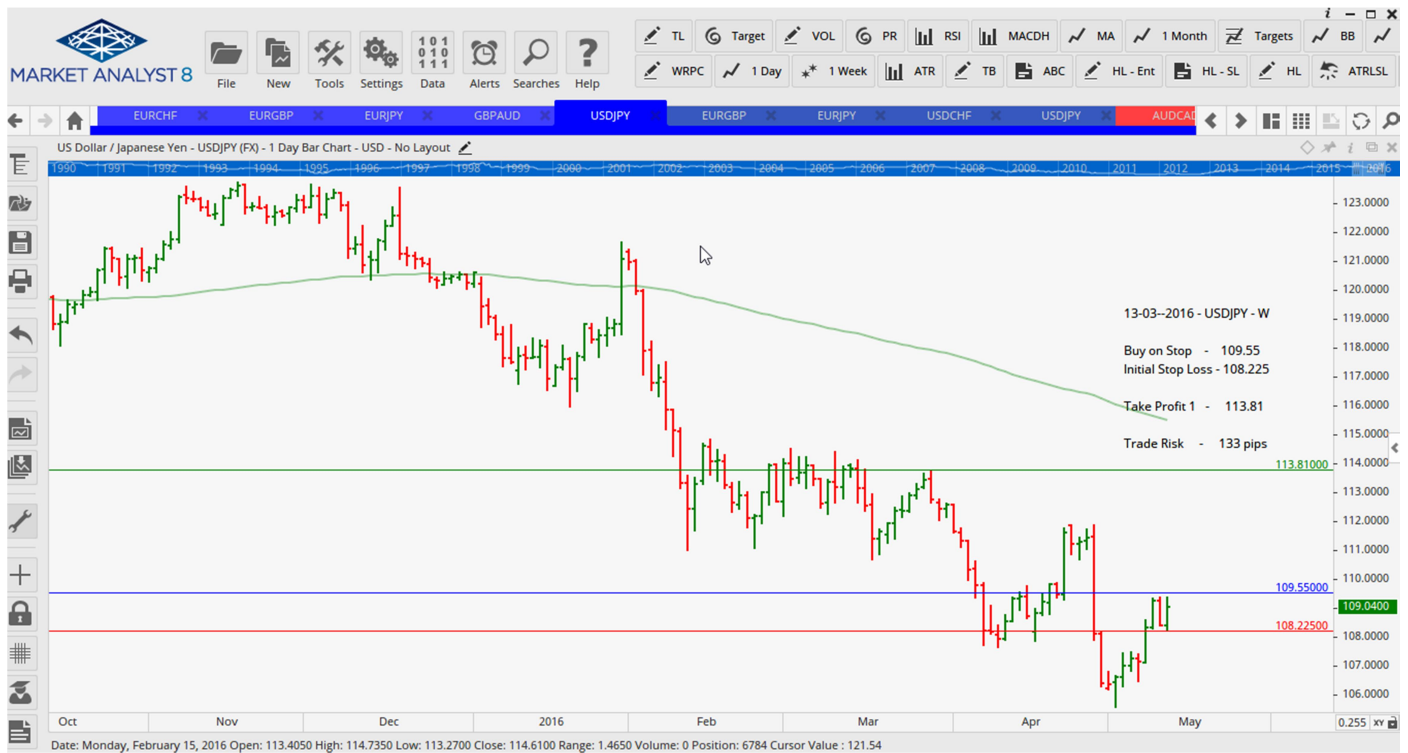 i
MARKET ANALYST 8
File New Tools Settings Data Alerts Searches Help
TL Target VOL PR RSI MACDH MA 1 Month Targets BB
WRPC 1 Day 1 Week ATR TB ABC HL - Ent HL - SL HL ATRLSL
EURCHF EURGBP EURJPY GBPAUD USDJPY EURGBP EURJPY USDCHF USDJPY AUDCAD
US Dollar / Japanese Yen - USDJPY (FX) - 1 Day Bar Chart - USD - No Layout
1990 1991 1992 1993 1994 1995 1996 1997 1998 1999 2000 2001 2002 2003 2004 2005 2006 2007 2008 2009 2010 2011 2012 2013 2014 2015 2016
123.0000
122.0000
121.0000
120.0000
119.0000
118.0000
117.0000
116.0000
115.0000
114.0000
113.0000
112.0000
111.0000
110.0000
109.0400
108.0000
107.0000
106.0000
13-03--2016 - USDJPY - W
Buy on Stop - 109.55
Initial Stop Loss - 108.225
Take Profit 1 - 113.81
Trade Risk - 133 pips
113.81000
109.55000
108.22500
Oct Nov Dec 2016 Feb Mar Apr May
0.255 XY
Date: Monday, February 15, 2016 Open: 113.4050 High: 114.7350 Low: 113.2700 Close: 114.6100 Range: 1.4650 Volume: 0 Position: 6784 Cursor Value : 121.54